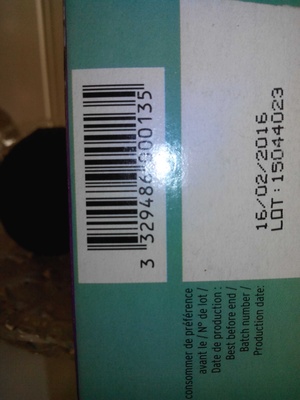 3 329486 000135
16/02/2016
LOT : 15044023
consommer de préférence
avant le / N° de lot /
Date de production :
Best before end /
Batch number /
Production date: